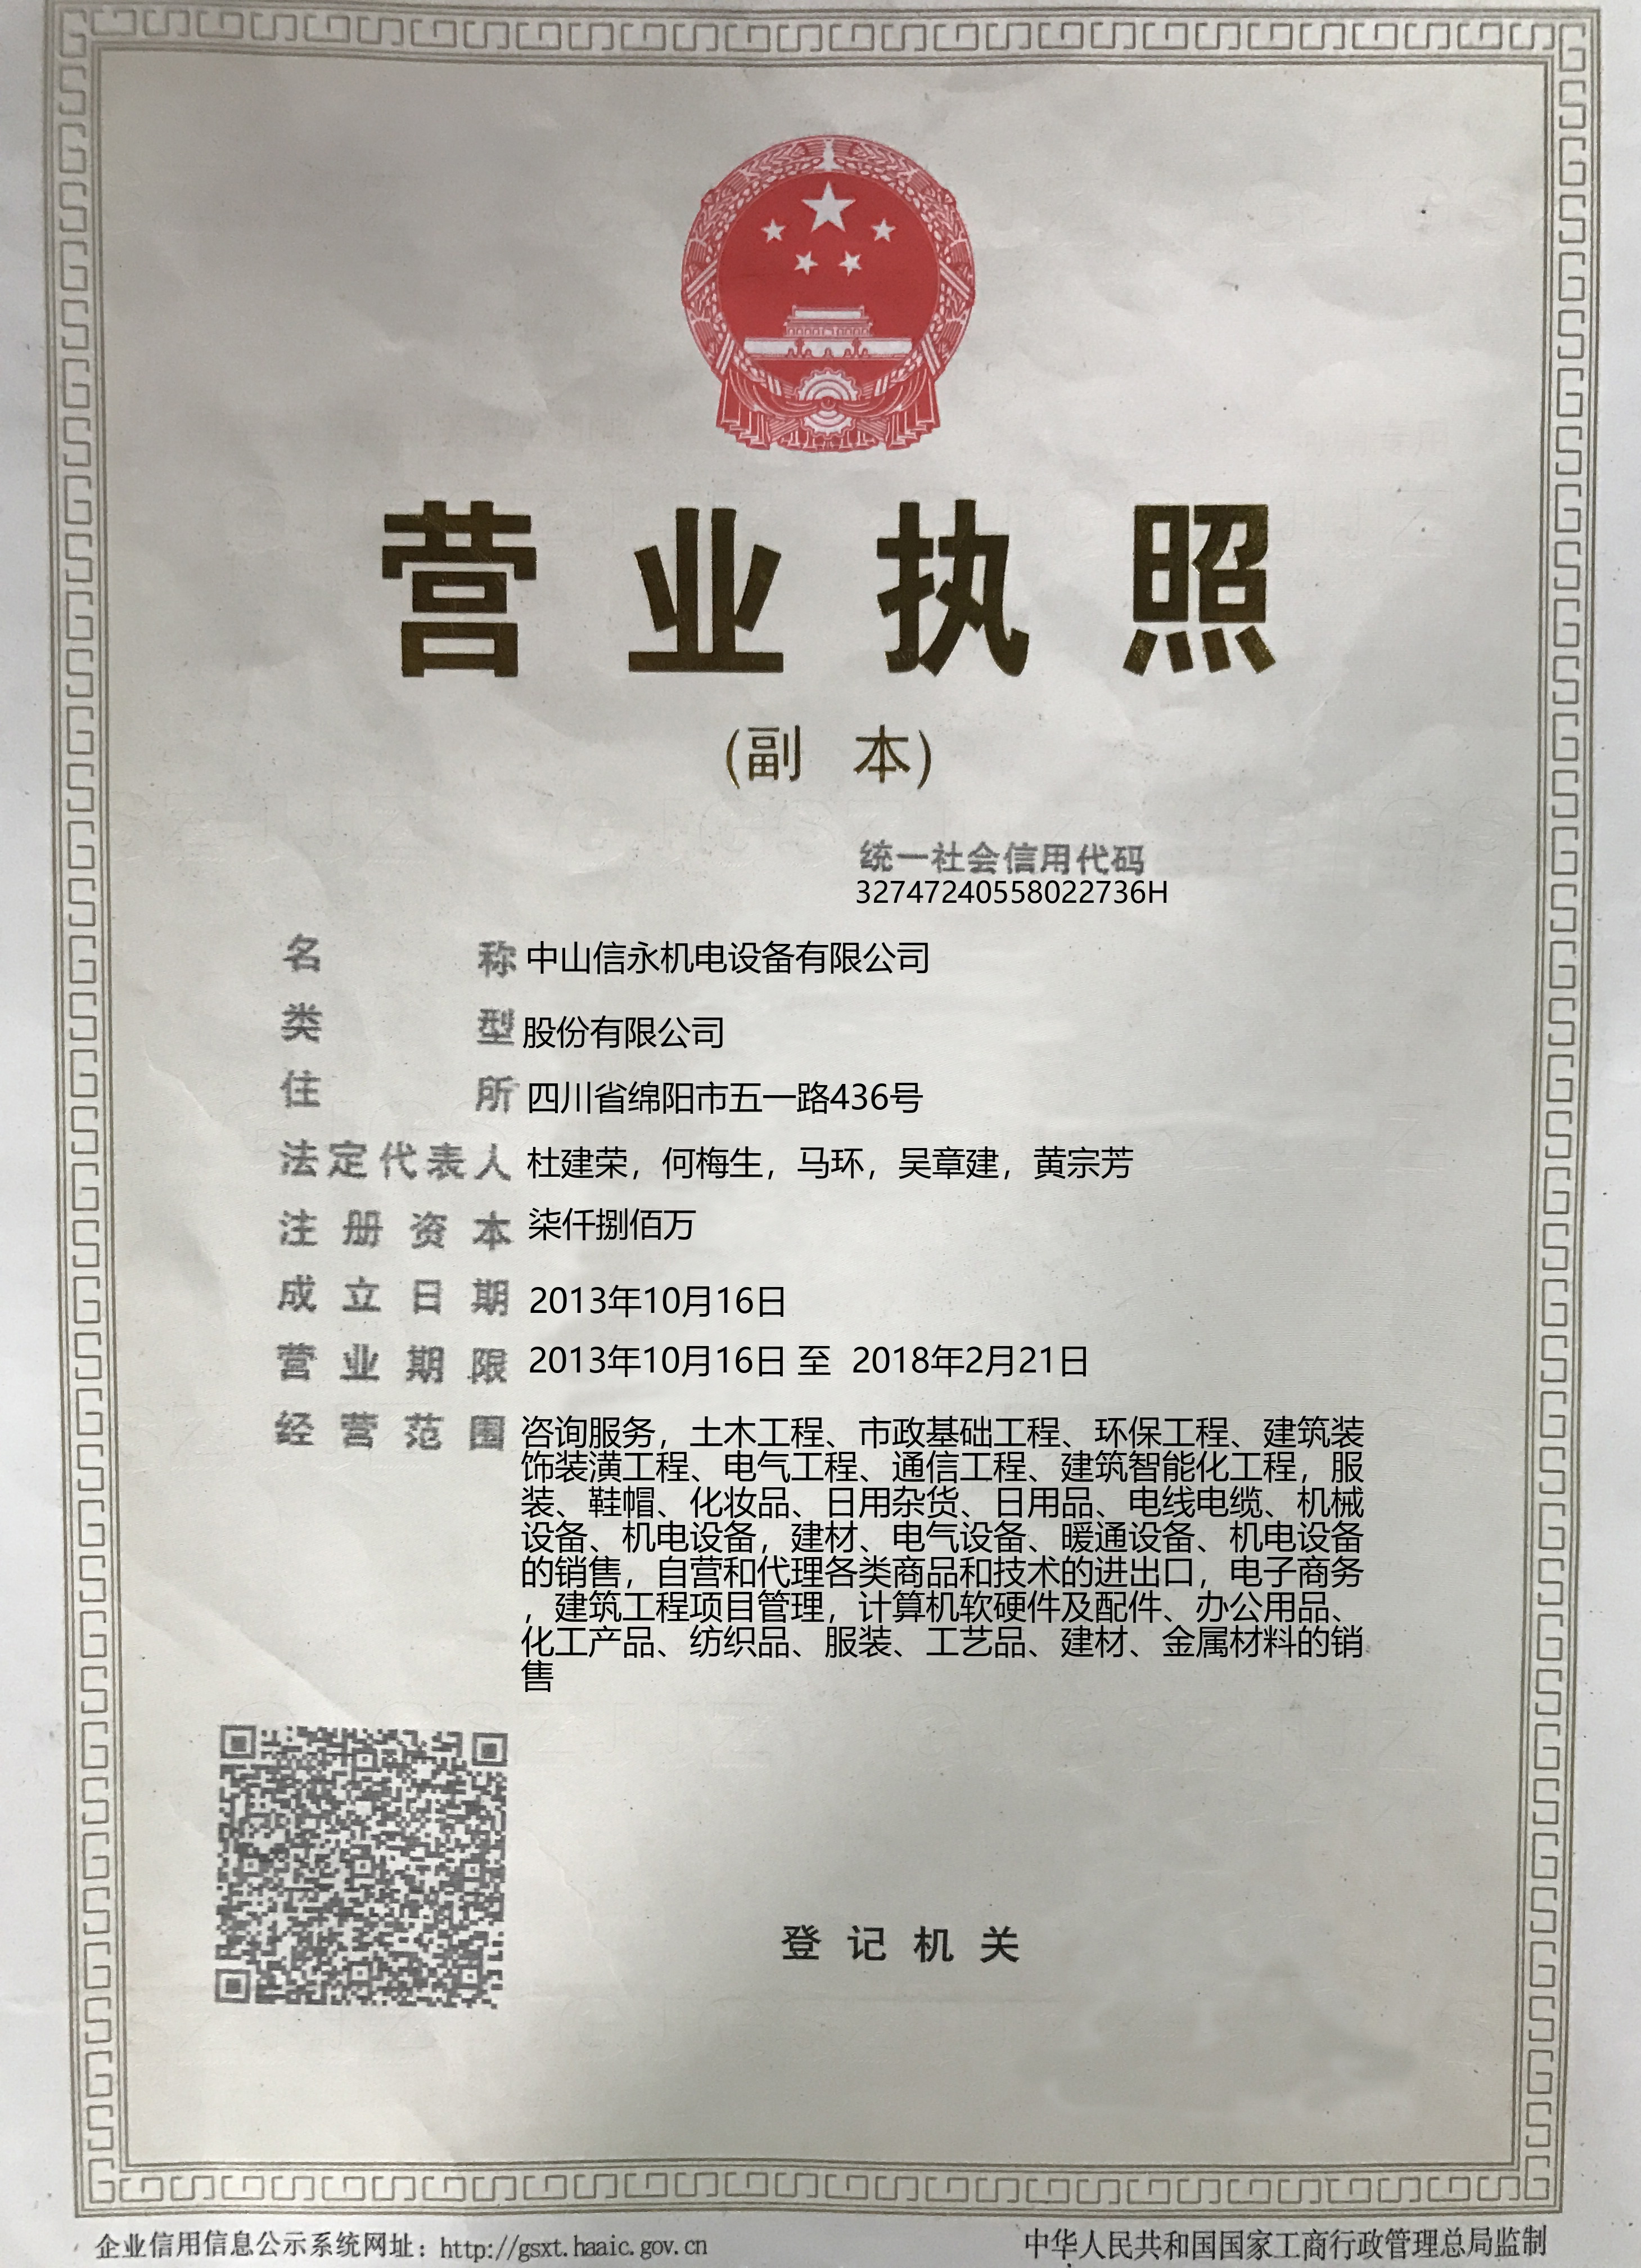 营业执照
(副 本)
统一社会信用代码
32747240558022736H
名 称 中山信永机电设备有限公司
类 型 股份有限公司
住 所 四川省绵阳市五一路436号
法定代表人 杜建荣，何梅生，马环，吴章建，黄宗芳
注册资本 柒仟捌佰万
成立日期 2013年10月16日
营业期限 2013年10月16日 至 2018年2月21日
经营范围 咨询服务，土木工程、市政基础工程、环保工程、建筑装
饰装潢工程、电气工程、通信工程、建筑智能化工程，服
装、鞋帽、化妆品、日用杂货、日用品、电线电缆、机械
设备、机电设备，建材、电气设备、暖通设备、机电设备
的销售，自营和代理各类商品和技术的进出口，电子商务
，建筑工程项目管理，计算机软硬件及配件、办公用品、
化工产品、纺织品、服装、工艺品、建材、金属材料的销
售
登记机关
企业信用信息公示系统网址：http://gsxt.haaic.gov.cn
中华人民共和国国家工商行政管理总局监制